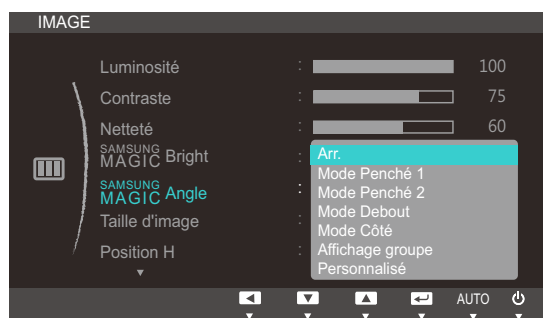 IMAGE
Luminosité : 100
Contraste : 75
Netteté : 60
SAMSUNG MAGIC Bright :
SAMSUNG MAGIC Angle :
Taille d'image :
Position H :
Arr.
Mode Penché 1
Mode Penché 2
Mode Debout
Mode Côté
Affichage groupe
Personnalisé
AUTO